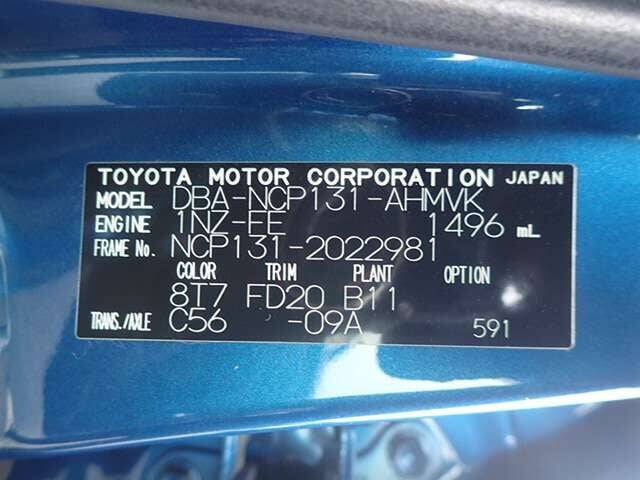 TOYOTA MOTOR CORPORATION JAPAN
MODEL DBA-NCP131-AHMVK
ENGINE 1NZ-FE 1496 mL
FRAME No. NCP131-2022981
COLOR TRIM PLANT OPTION
8T7 FD20 B11
TRANS./AXLE C56 -09A 591